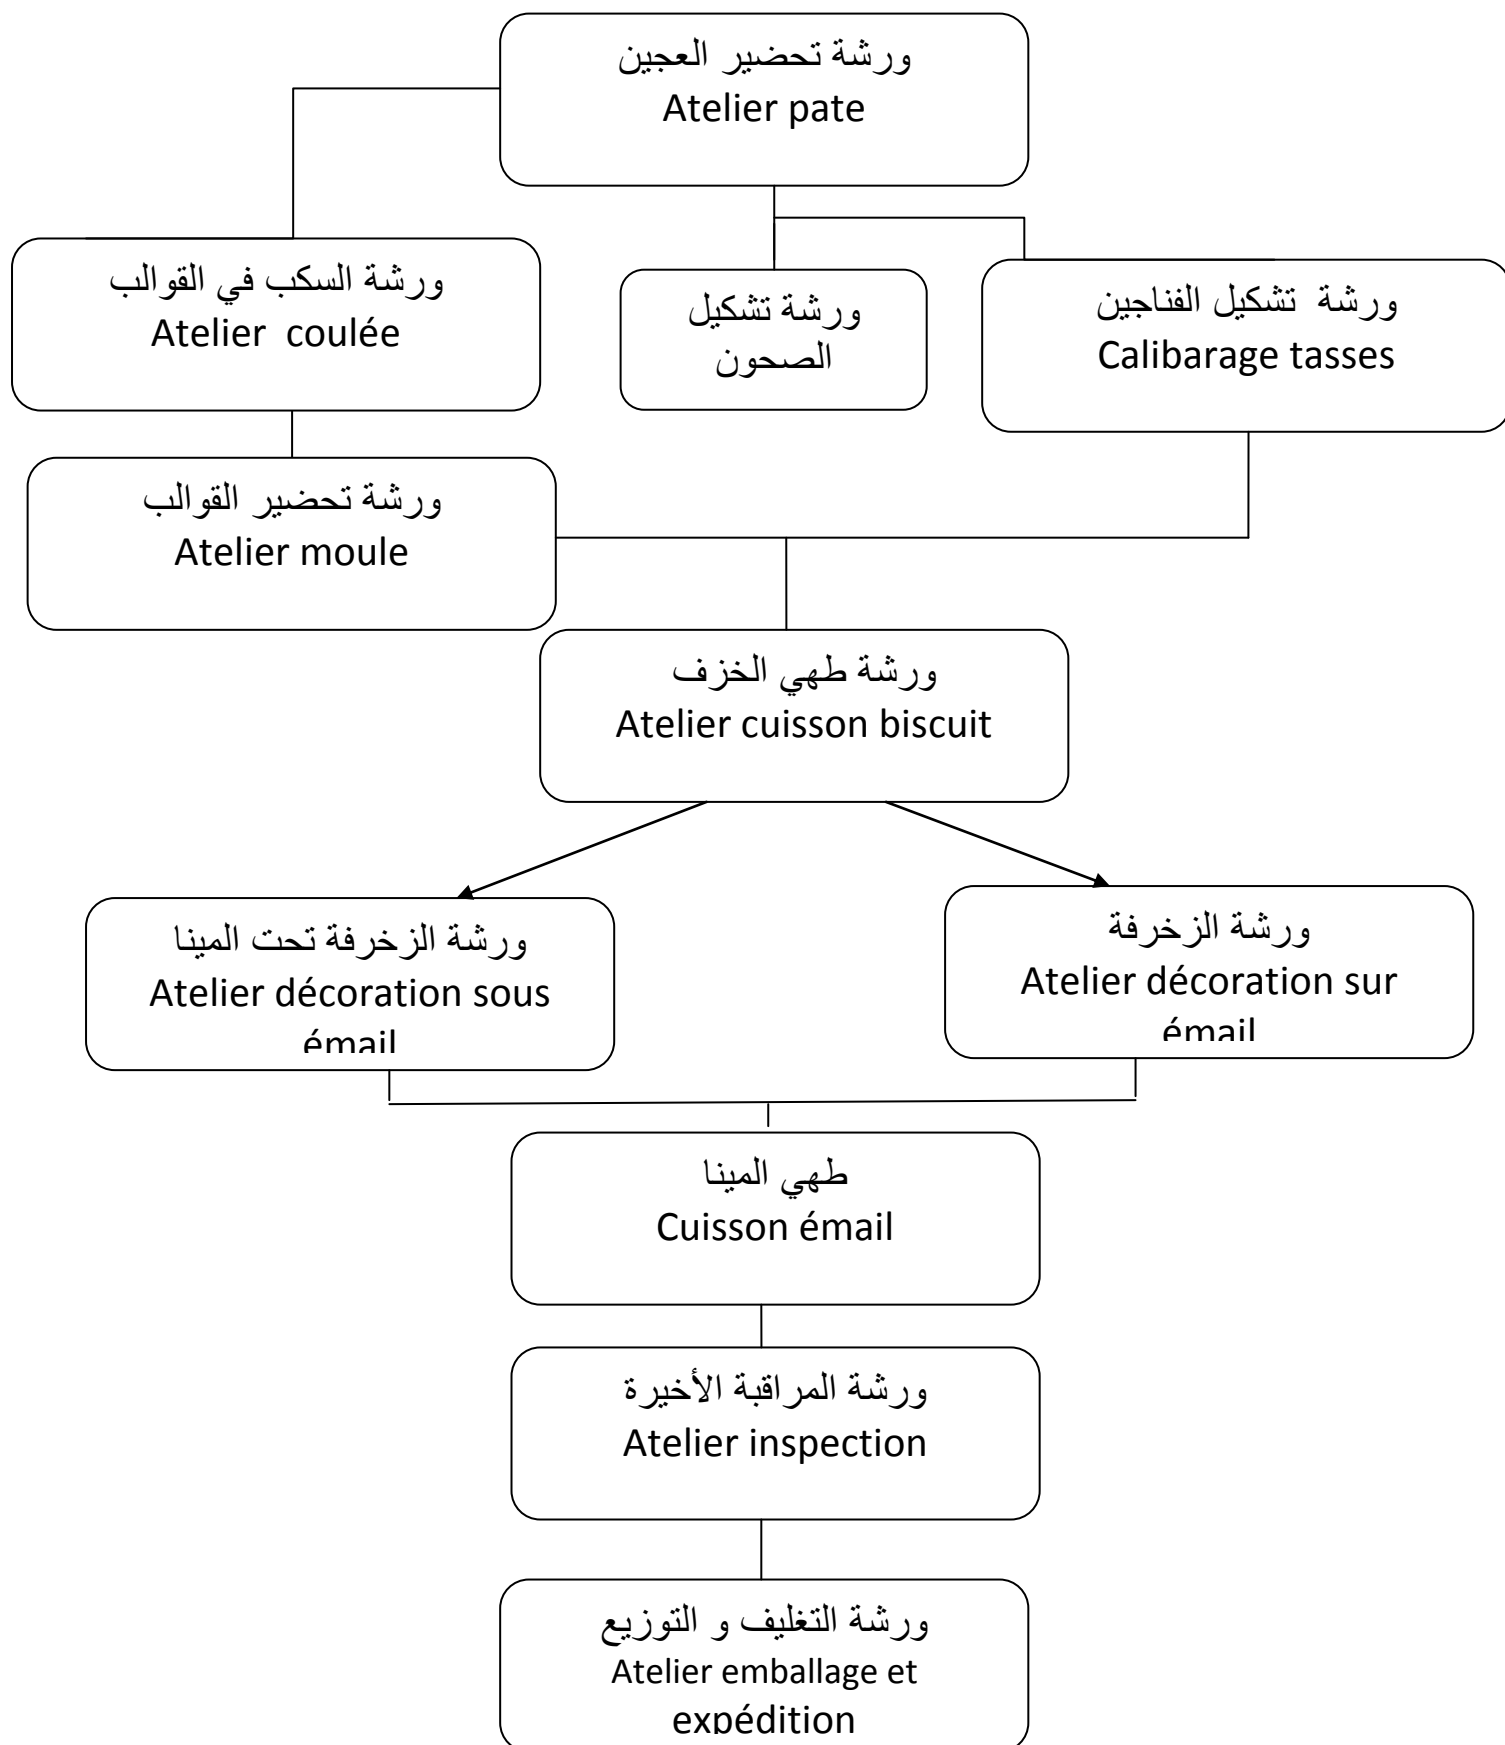 ورشة تحضير العجين
Atelier pate
ورشة السكب في القوالب
Atelier coulée
ورشة تشكيل
الصحون
ورشة تشكيل الفناجين
Calibarage tasses
ورشة تحضير القوالب
Atelier moule
ورشة طهي الخزف
Atelier cuisson biscuit
ورشة الزخرفة تحت المينا
Atelier décoration sous
émail
ورشة الزخرفة
Atelier décoration sur
émail
طهي المينا
Cuisson émail
ورشة المراقبة الأخيرة
Atelier inspection
ورشة التغليف و التوزيع
Atelier emballage et
expédition